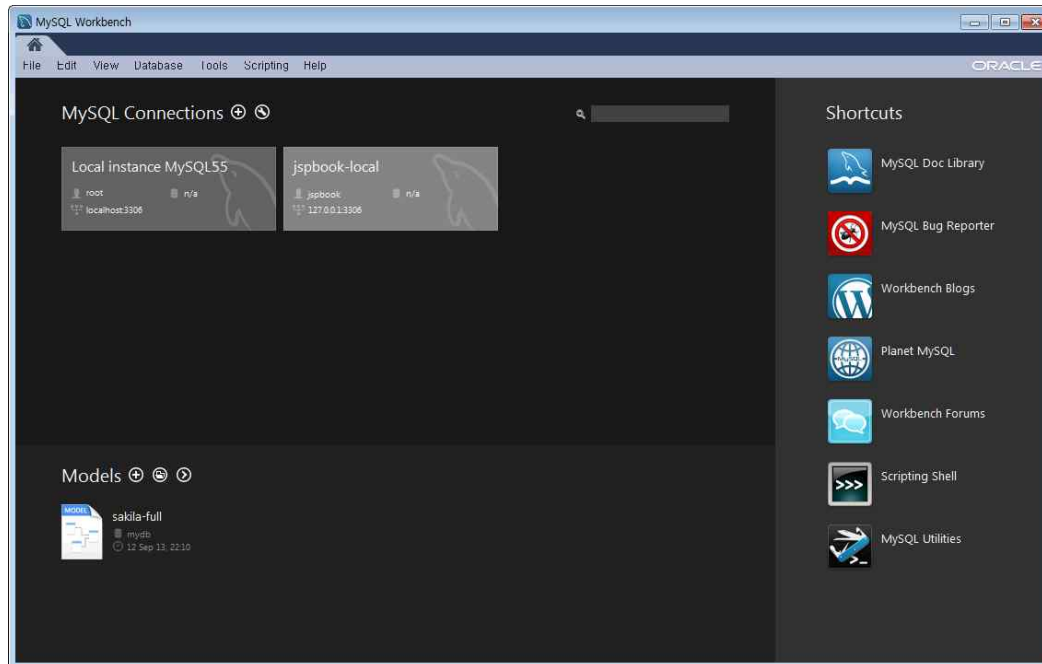 MySQL Workbench
File Edit View Database Tools Scripting Help
ORACLE
MySQL Connections
Local instance MySQL55
root n/a
localhost:3306
jspbook-local
jspbook n/a
127.0.0.1:3306
Models
MODEL
sakila-full
mydb
12 Sep 13, 22:10
Shortcuts
MySQL Doc Library
MySQL Bug Reporter
Workbench Blogs
MySQL
Planet MySQL
Workbench Forums
>>>
Scripting Shell
>_
MySQL Utilities